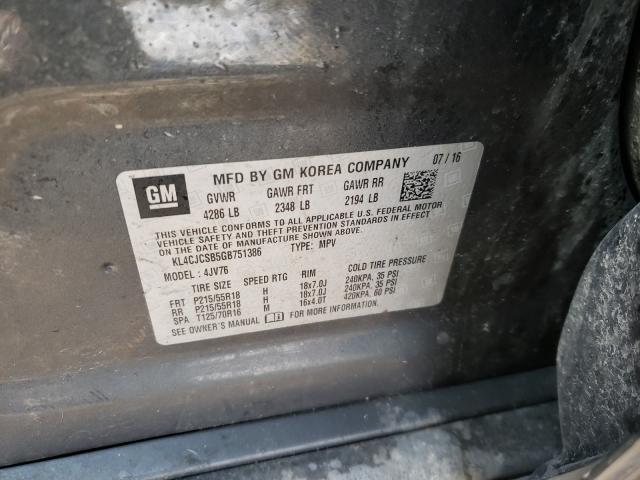 GM
MFD BY GM KOREA COMPANY 07 / 16
GVWR GAWR FRT GAWR RR
4286 LB 2348 LB 2194 LB
THIS VEHICLE CONFORMS TO ALL APPLICABLE U.S. FEDERAL MOTOR
VEHICLE SAFETY AND THEFT PREVENTION STANDARDS IN EFFECT
ON THE DATE OF MANUFACTURE SHOWN ABOVE.
KL4CJCSB5GB751386 TYPE: MPV
MODEL: 4JV76
TIRE SIZE SPEED RTG RIM COLD TIRE PRESSURE
FRT P215/55R18 H 18x7.0J 240KPA, 35 PSI
RR P215/55R18 H 18x7.0J 240KPA, 35 PSI
SPA T125/70R16 M 16x4.0T 420KPA, 60 PSI
SEE OWNER'S MANUAL FOR MORE INFORMATION.